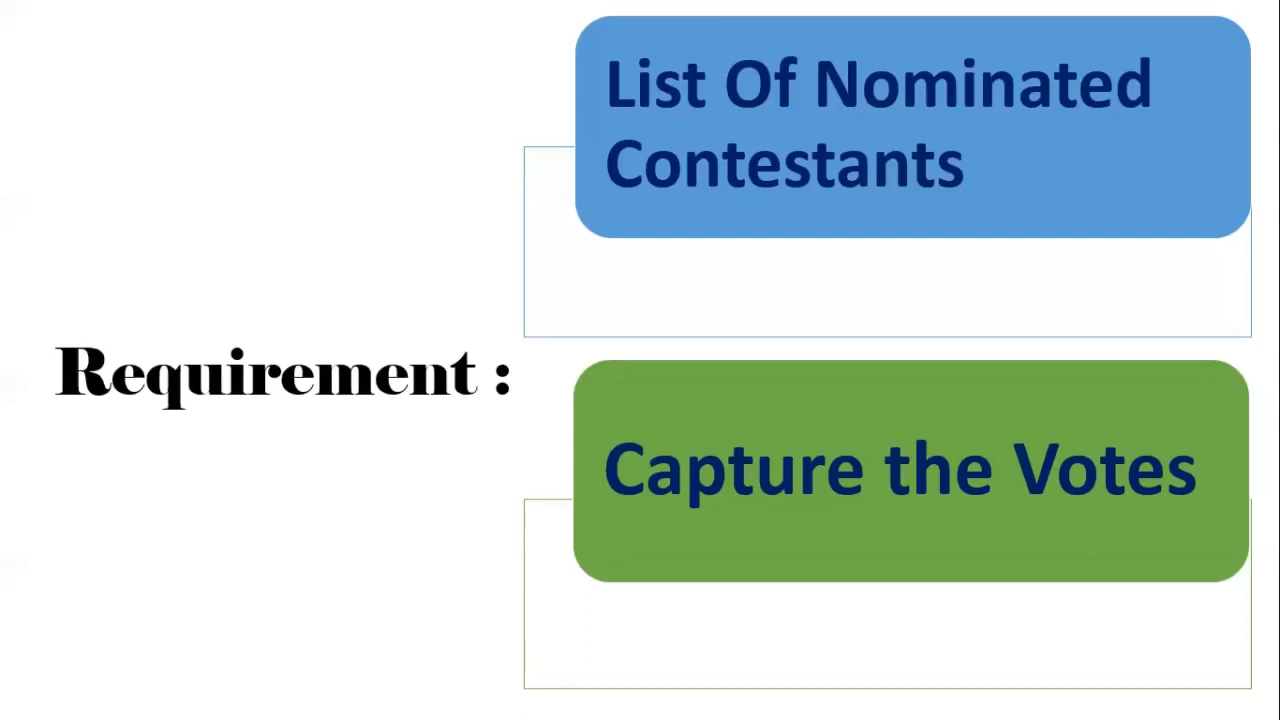 List Of Nominated
Contestants
Requirement :
Capture the Votes